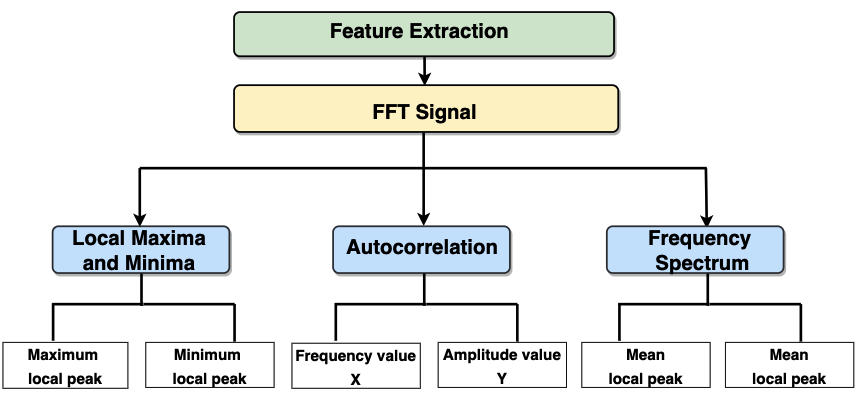 Feature Extraction
FFT Signal
Local Maxima
and Minima
Autocorrelation
Frequency
Spectrum
Maximum
local peak
Minimum
local peak
Frequency value
X
Amplitude value
Y
Mean
local peak
Mean
local peak